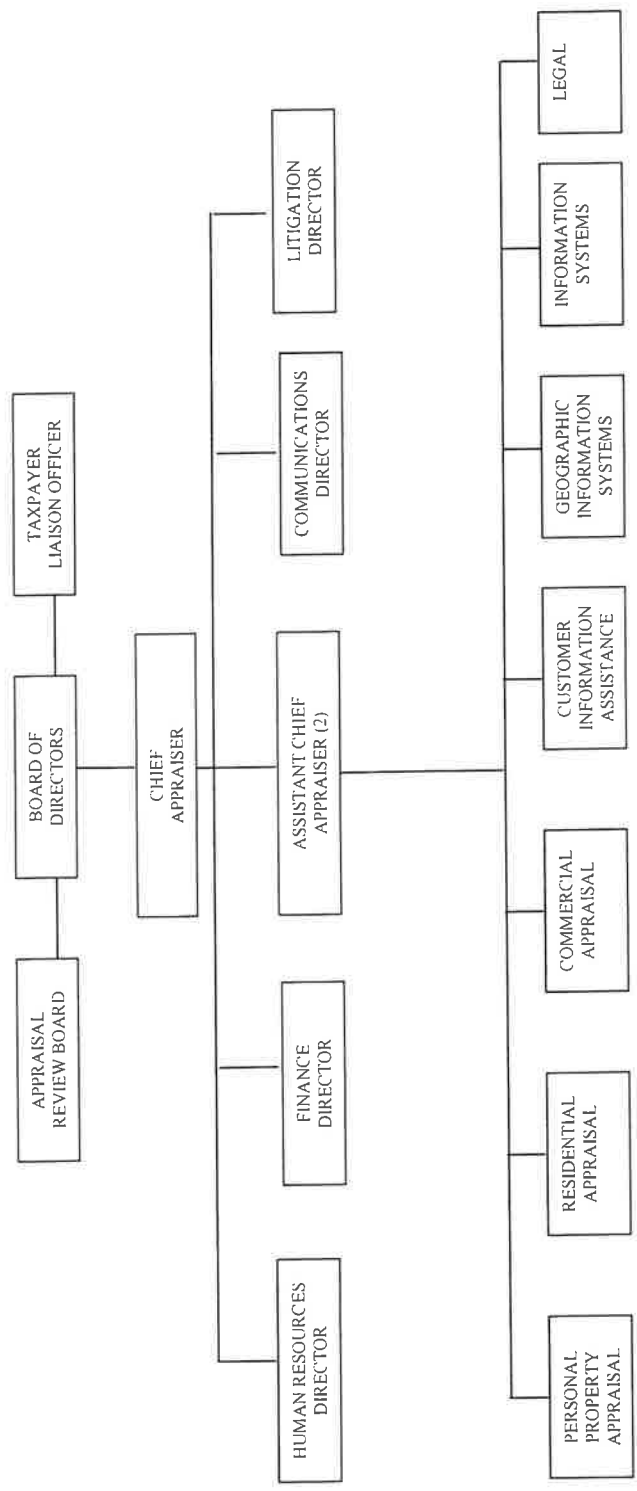 APPRAISAL
REVIEW BOARD
BOARD OF
DIRECTORS
TAXPAYER
LIAISON OFFICER
CHIEF
APPRAISER
HUMAN RESOURCES
DIRECTOR
FINANCE
DIRECTOR
ASSISTANT CHIEF
APPRAISER (2)
COMMUNICATIONS
DIRECTOR
LITIGATION
DIRECTOR
PERSONAL
PROPERTY
APPRAISAL
RESIDENTIAL
APPRAISAL
COMMERCIAL
APPRAISAL
CUSTOMER
INFORMATION
ASSISTANCE
GEOGRAPHIC
INFORMATION
SYSTEMS
INFORMATION
SYSTEMS
LEGAL